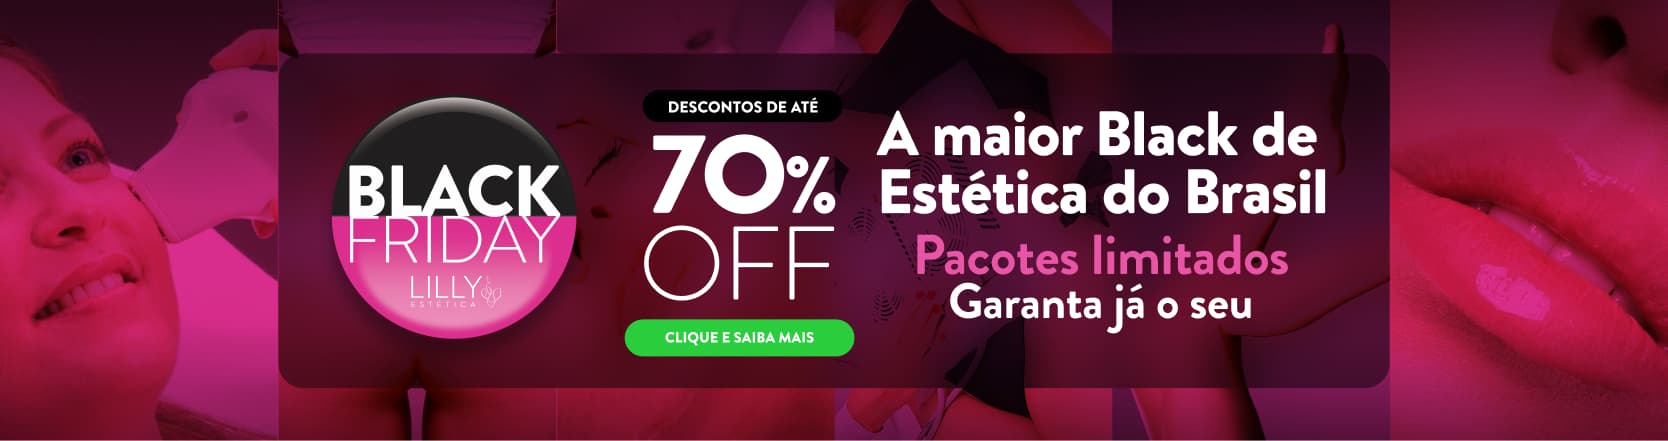 BLACK
FRIDAY
LILLY
ESTÉTICA
DESCONTOS DE ATÉ
70%
OFF
CLIQUE E SAIBA MAIS
A maior Black de
Estética do Brasil
Pacotes limitados
Garanta já o seu